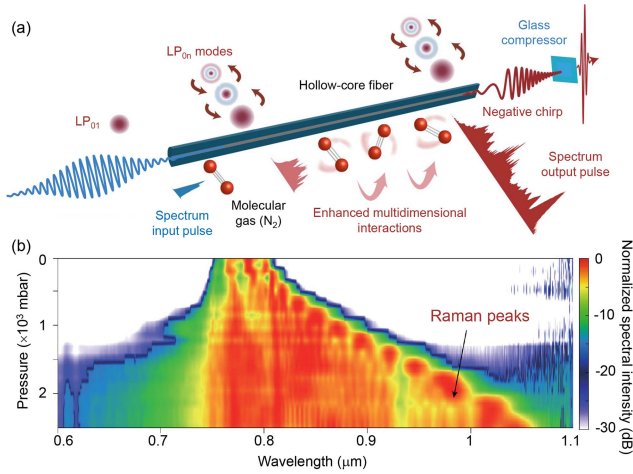 (a)
Glass
compressor
LP₀ₙ modes
Hollow-core fiber
LP₀₁
Negative chirp
Spectrum
output pulse
Spectrum
input pulse
Molecular
gas (N₂)
Enhanced multidimensional
interactions
(b)
0
1
2
Pressure (×10³ mbar)
Raman peaks
0.6
0.7
0.8
0.9
1
1.1
Wavelength (μm)
0
-10
-20
-30
Normalized spectral intensity (dB)